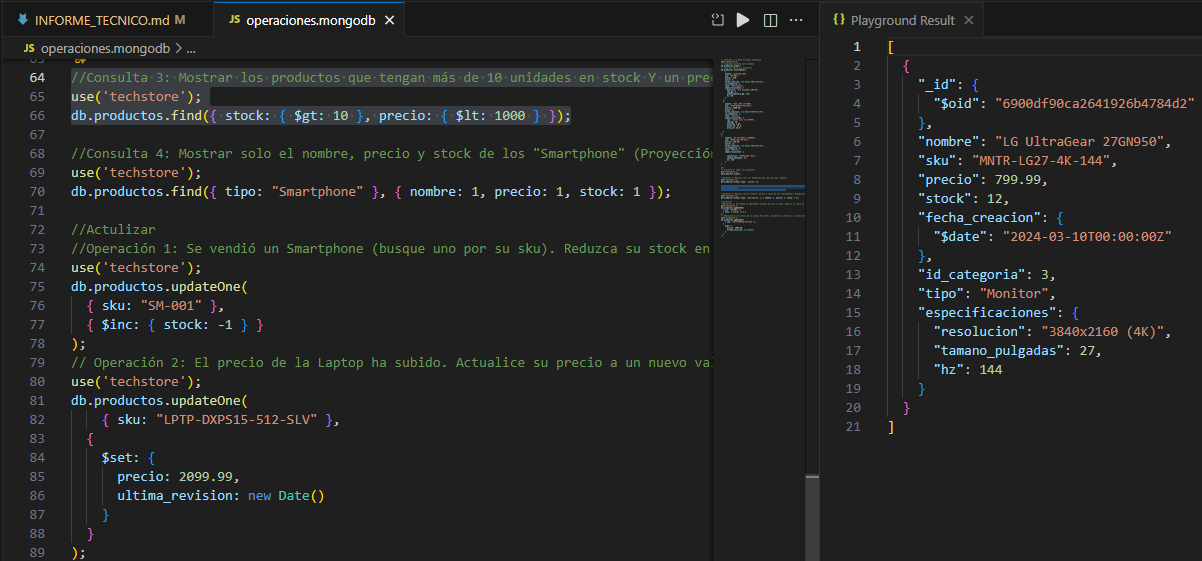 INFORME_TECNICO.md M
JS operaciones.mongodb
Playground Result
JS operaciones.mongodb > ...
64 //Consulta 3: Mostrar los productos que tengan más de 10 unidades en stock Y un prec
65 use('techstore');
66 db.productos.find({ stock: { $gt: 10 }, precio: { $lt: 1000 } });
67
68 //Consulta 4: Mostrar solo el nombre, precio y stock de los "Smartphone" (Proyección
69 use('techstore');
70 db.productos.find({ tipo: "Smartphone" }, { nombre: 1, precio: 1, stock: 1 });
71
72 //Actulizar
73 //Operación 1: Se vendió un Smartphone (busque uno por su sku). Reduzca su stock en
74 use('techstore');
75 db.productos.updateOne(
76 { sku: "SM-001" },
77 { $inc: { stock: -1 } }
78 );
79 // Operación 2: El precio de la Laptop ha subido. Actualice su precio a un nuevo va
80 use('techstore');
81 db.productos.updateOne(
82 { sku: "LPTP-DXPS15-512-SLV" },
83 {
84 $set: {
85 precio: 2099.99,
86 ultima_revision: new Date()
87 }
88 }
89 );
1 [
2 {
3 "_id": {
4 "$oid": "6900df90ca2641926b4784d2"
5 },
6 "nombre": "LG UltraGear 27GN950",
7 "sku": "MNTR-LG27-4K-144",
8 "precio": 799.99,
9 "stock": 12,
10 "fecha_creacion": {
11 "$date": "2024-03-10T00:00:00Z"
12 },
13 "id_categoria": 3,
14 "tipo": "Monitor",
15 "especificaciones": {
16 "resolucion": "3840x2160 (4K)",
17 "tamano_pulgadas": 27,
18 "hz": 144
19 }
20 }
21 ]